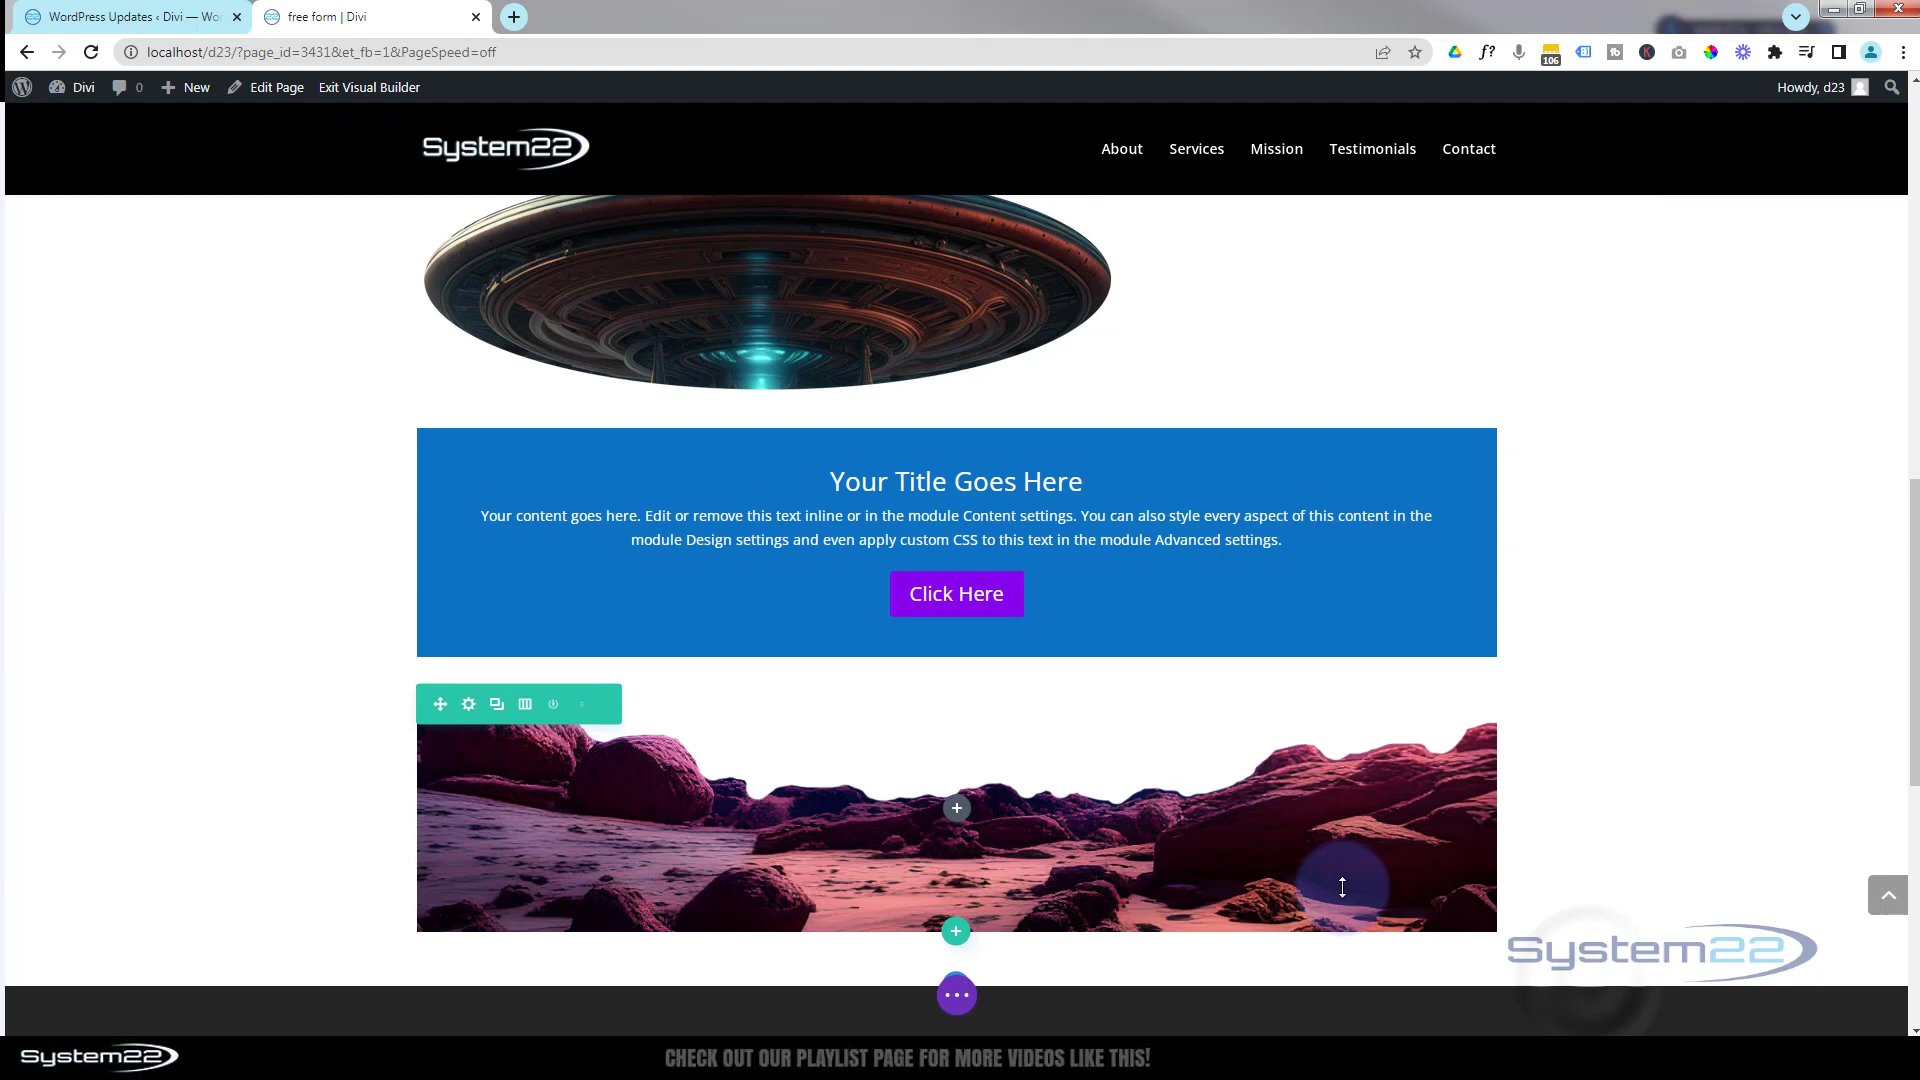 WordPress Updates ‹ Divi — Wor
free form | Divi
localhost/d23/?page_id=3431&et_fb=1&PageSpeed=off
f?
fb
K
106
Divi
0
New
Edit Page
Exit Visual Builder
Howdy, d23
System22
About
Services
Mission
Testimonials
Contact
Your Title Goes Here
Your content goes here. Edit or remove this text inline or in the module Content settings. You can also style every aspect of this content in the
module Design settings and even apply custom CSS to this text in the module Advanced settings.
Click Here
System22
System22
CHECK OUT OUR PLAYLIST PAGE FOR MORE VIDEOS LIKE THIS!